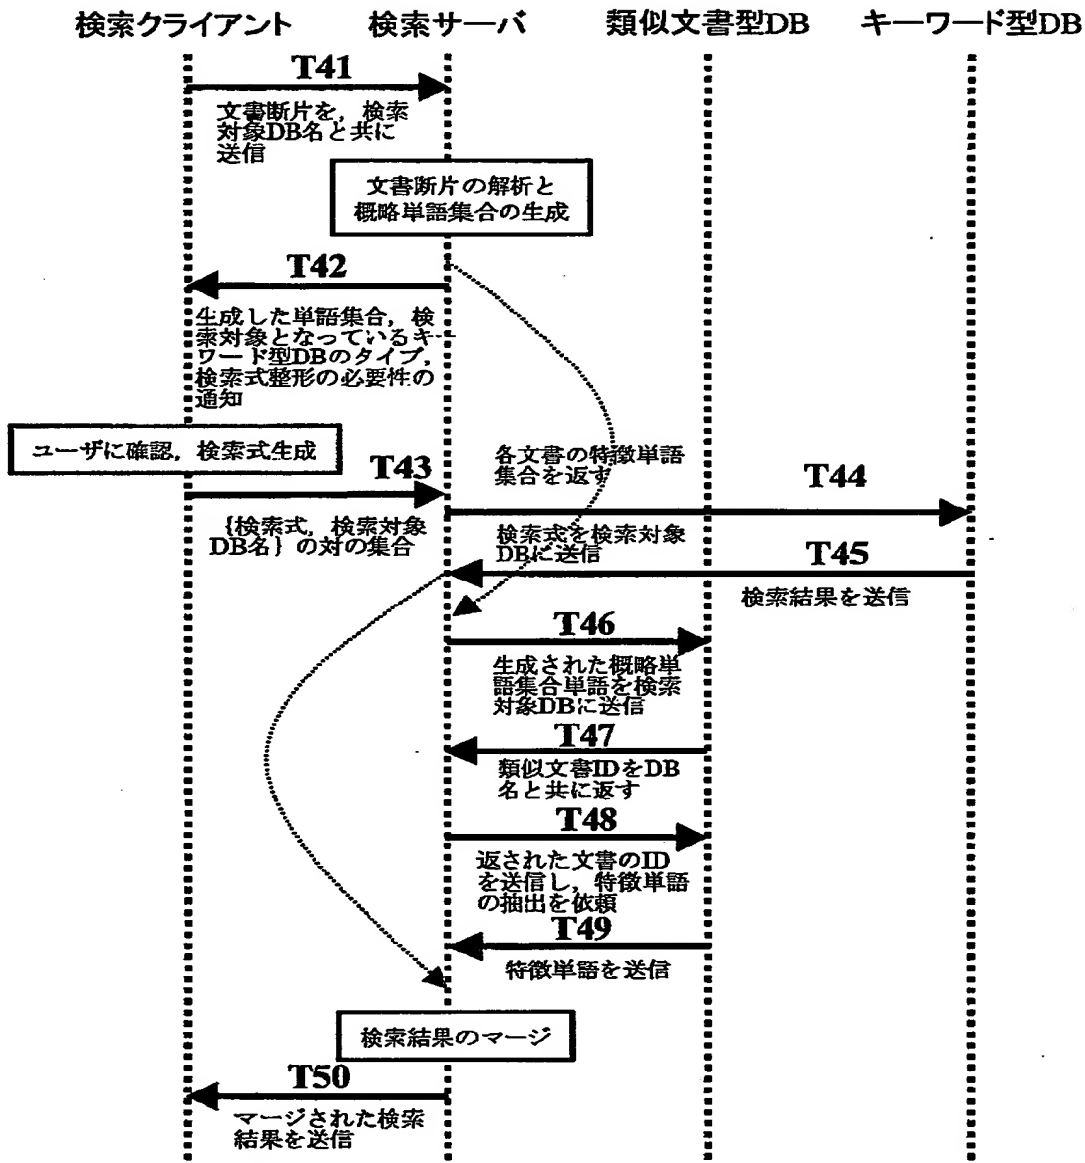 検索クライアント 検索サーバ 類似文書型DB キーワード型DB
T41
文書断片を，検索
対象DB名と共に
送信
文書断片の解析と
概略単語集合の生成
T42
生成した単語集合，検
索対象となっているキー
ワード型DBのタイプ，
検索式整形の必要性の
通知
ユーザに確認，検索式生成
T43
{検索式，検索対象
DB名} の対の集合
各文書の特徴単語
集合を返す
T44
検索式を検索対象
DBに送信
T45
検索結果を送信
T46
生成された概略単
語集合単語を検索
対象DBに送信
T47
類似文書IDをDB
名と共に返す
T48
返された文書のID
を送信し，特徴単語
の抽出を依頼
T49
特徴単語を送信
検索結果のマージ
T50
マージされた検索
結果を送信